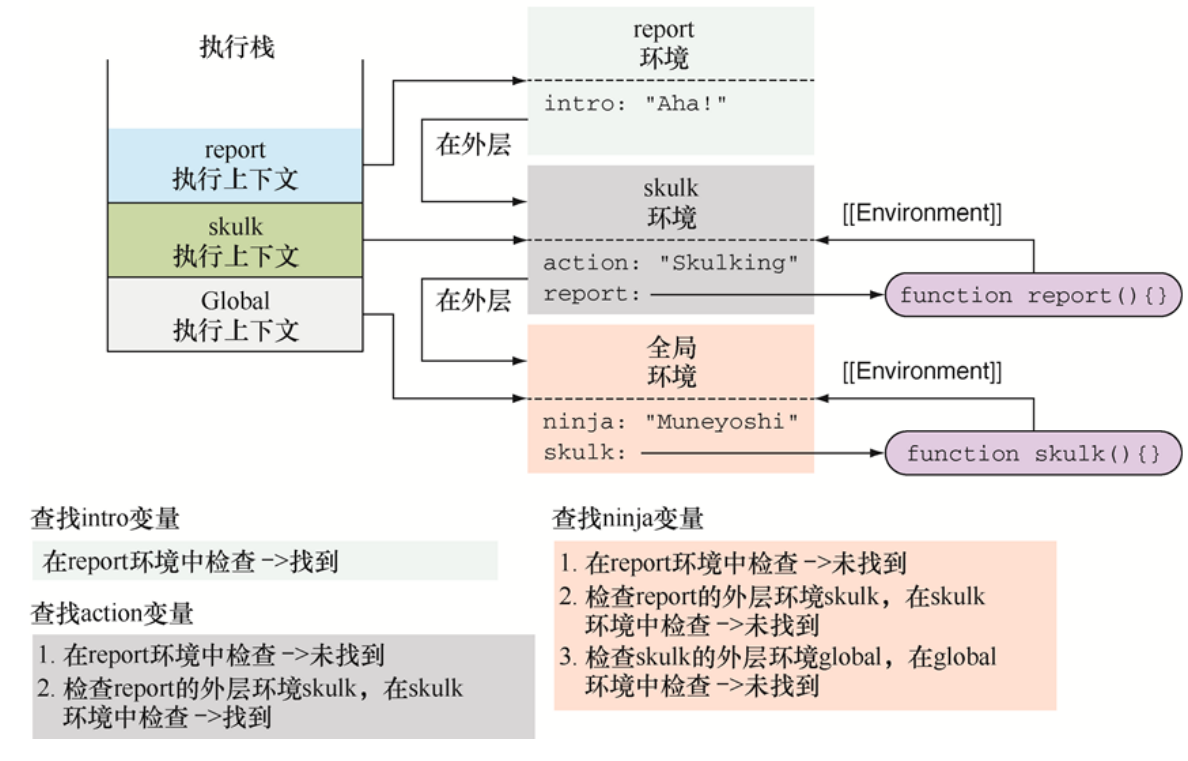 执行栈
report
执行上下文
skulk
执行上下文
Global
执行上下文
report
环境
intro: "Aha!"
在外层
skulk
环境
action: "Skulking"
report:
[[Environment]]
function report(){}
在外层
全局
环境
ninja: "Muneyoshi"
skulk:
[[Environment]]
function skulk(){}
查找intro变量
在report环境中检查->找到
查找action变量
1. 在report环境中检查->未找到
2. 检查report的外层环境skulk，在skulk
环境中检查->找到
查找ninja变量
1. 在report环境中检查->未找到
2. 检查report的外层环境skulk，在skulk
环境中检查->未找到
3. 检查skulk的外层环境global，在global
环境中检查->未找到